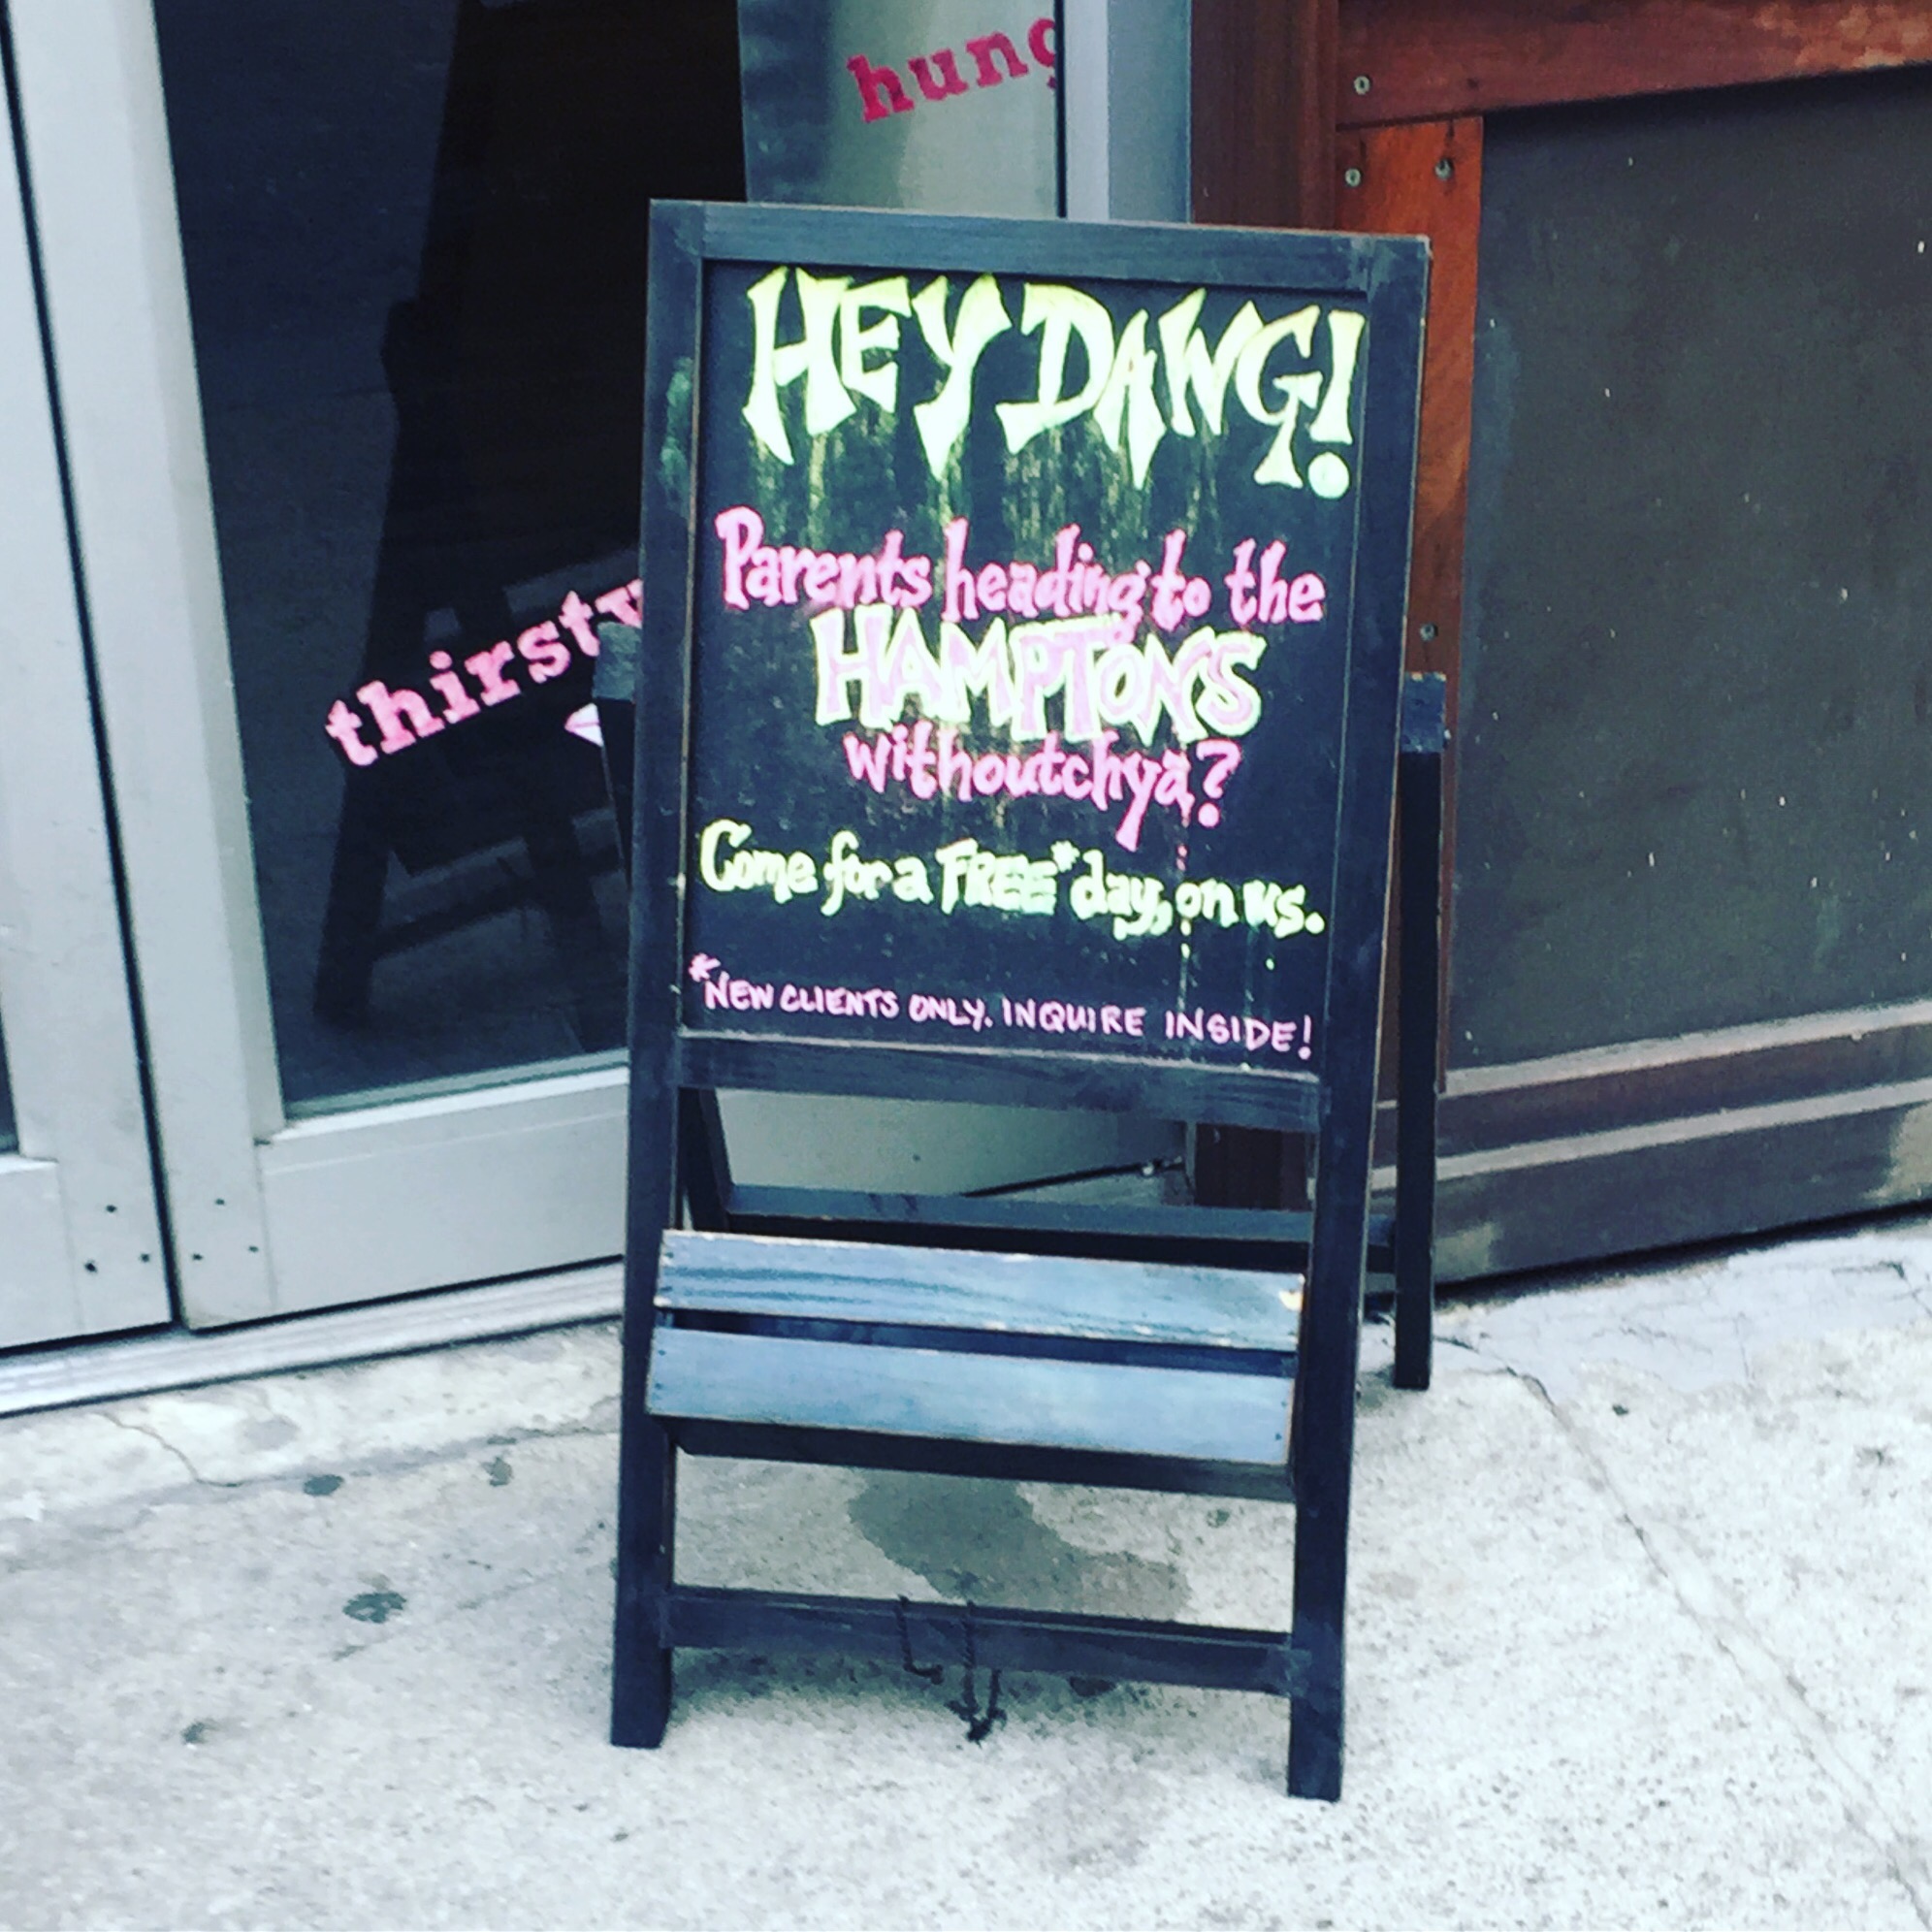 hung
thirsty
HEY DAWG!
Parents heading to the
HAMPTONS
withoutchya?
Come for a FREE* day, on us.
*NEW CLIENTS ONLY. INQUIRE INSIDE!